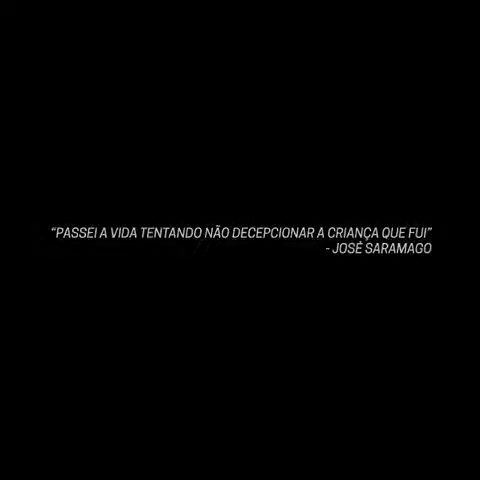 “PASSEI A VIDA TENTANDO NÃO DECEPCIONAR A CRIANÇA QUE FUI”
- JOSÉ SARAMAGO